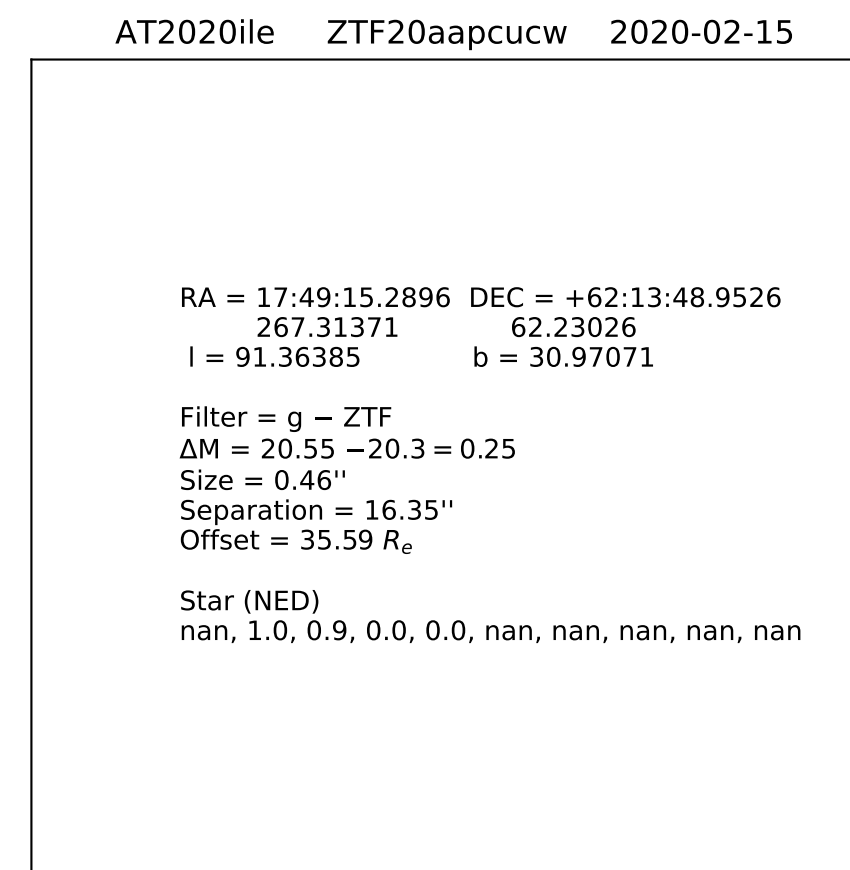 AT2020ile ZTF20aapcucw 2020-02-15
RA = 17:49:15.2896 DEC = +62:13:48.9526
267.31371 62.23026
l = 91.36385 b = 30.97071
Filter = g − ZTF
ΔM = 20.55 −20.3 = 0.25
Size = 0.46''
Separation = 16.35''
Offset = 35.59 Re
Star (NED)
nan, 1.0, 0.9, 0.0, 0.0, nan, nan, nan, nan, nan